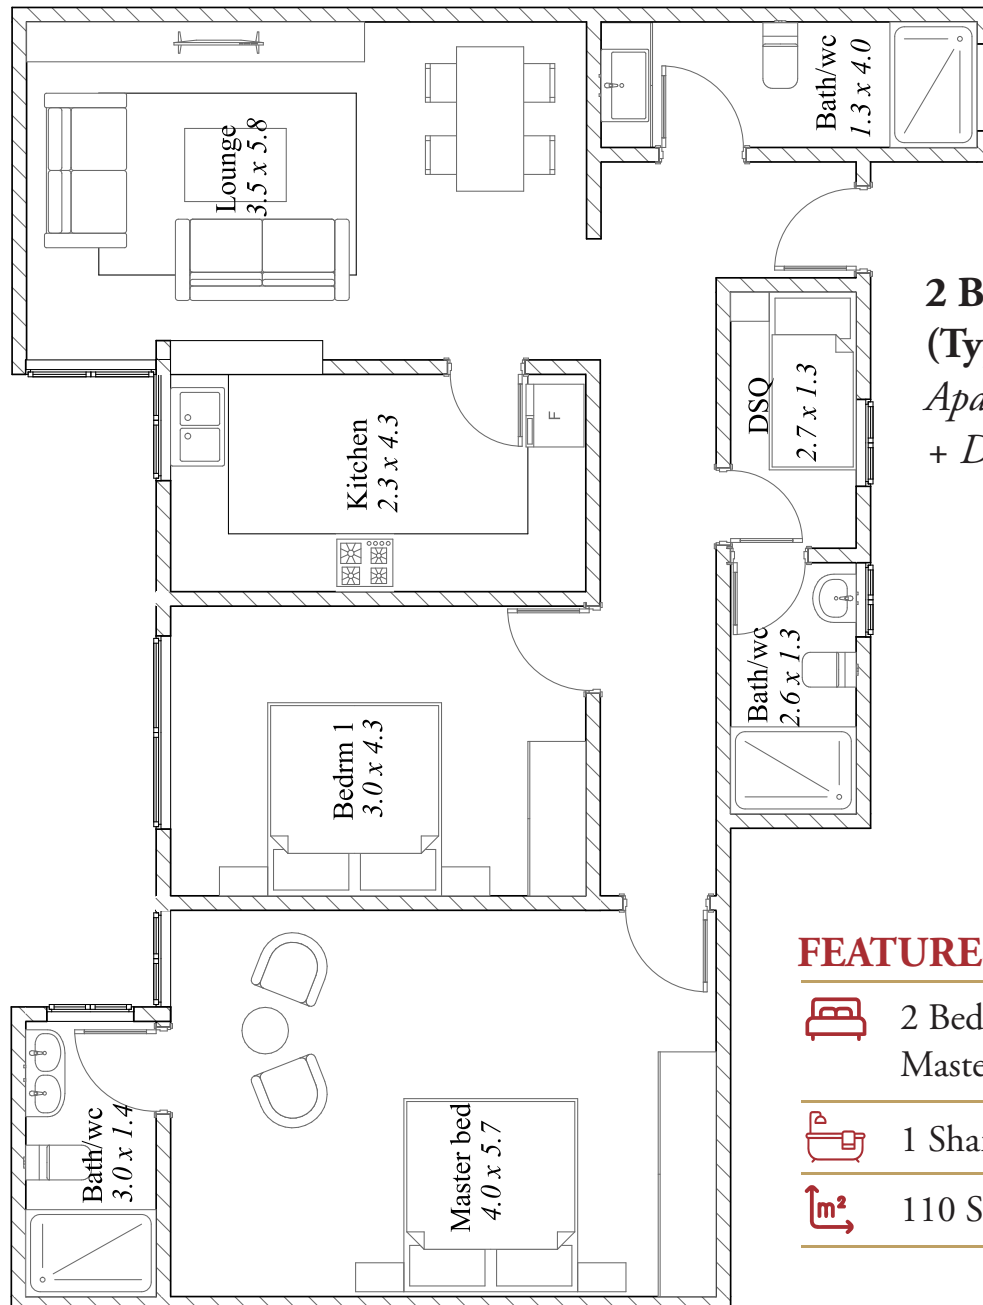 Lounge
3.5 x 5.8
Bath/wc
1.3 x 4.0
2 B
(Ty
Apa
+ D
DSQ
2.7 x 1.3
F
Kitchen
2.3 x 4.3
Bath/wc
2.6 x 1.3
Bedrm 1
3.0 x 4.3
FEATURE
2 Bed
Maste
1 Sha
110 S
m²
Bath/wc
3.0 x 1.4
Master bed
4.0 x 5.7